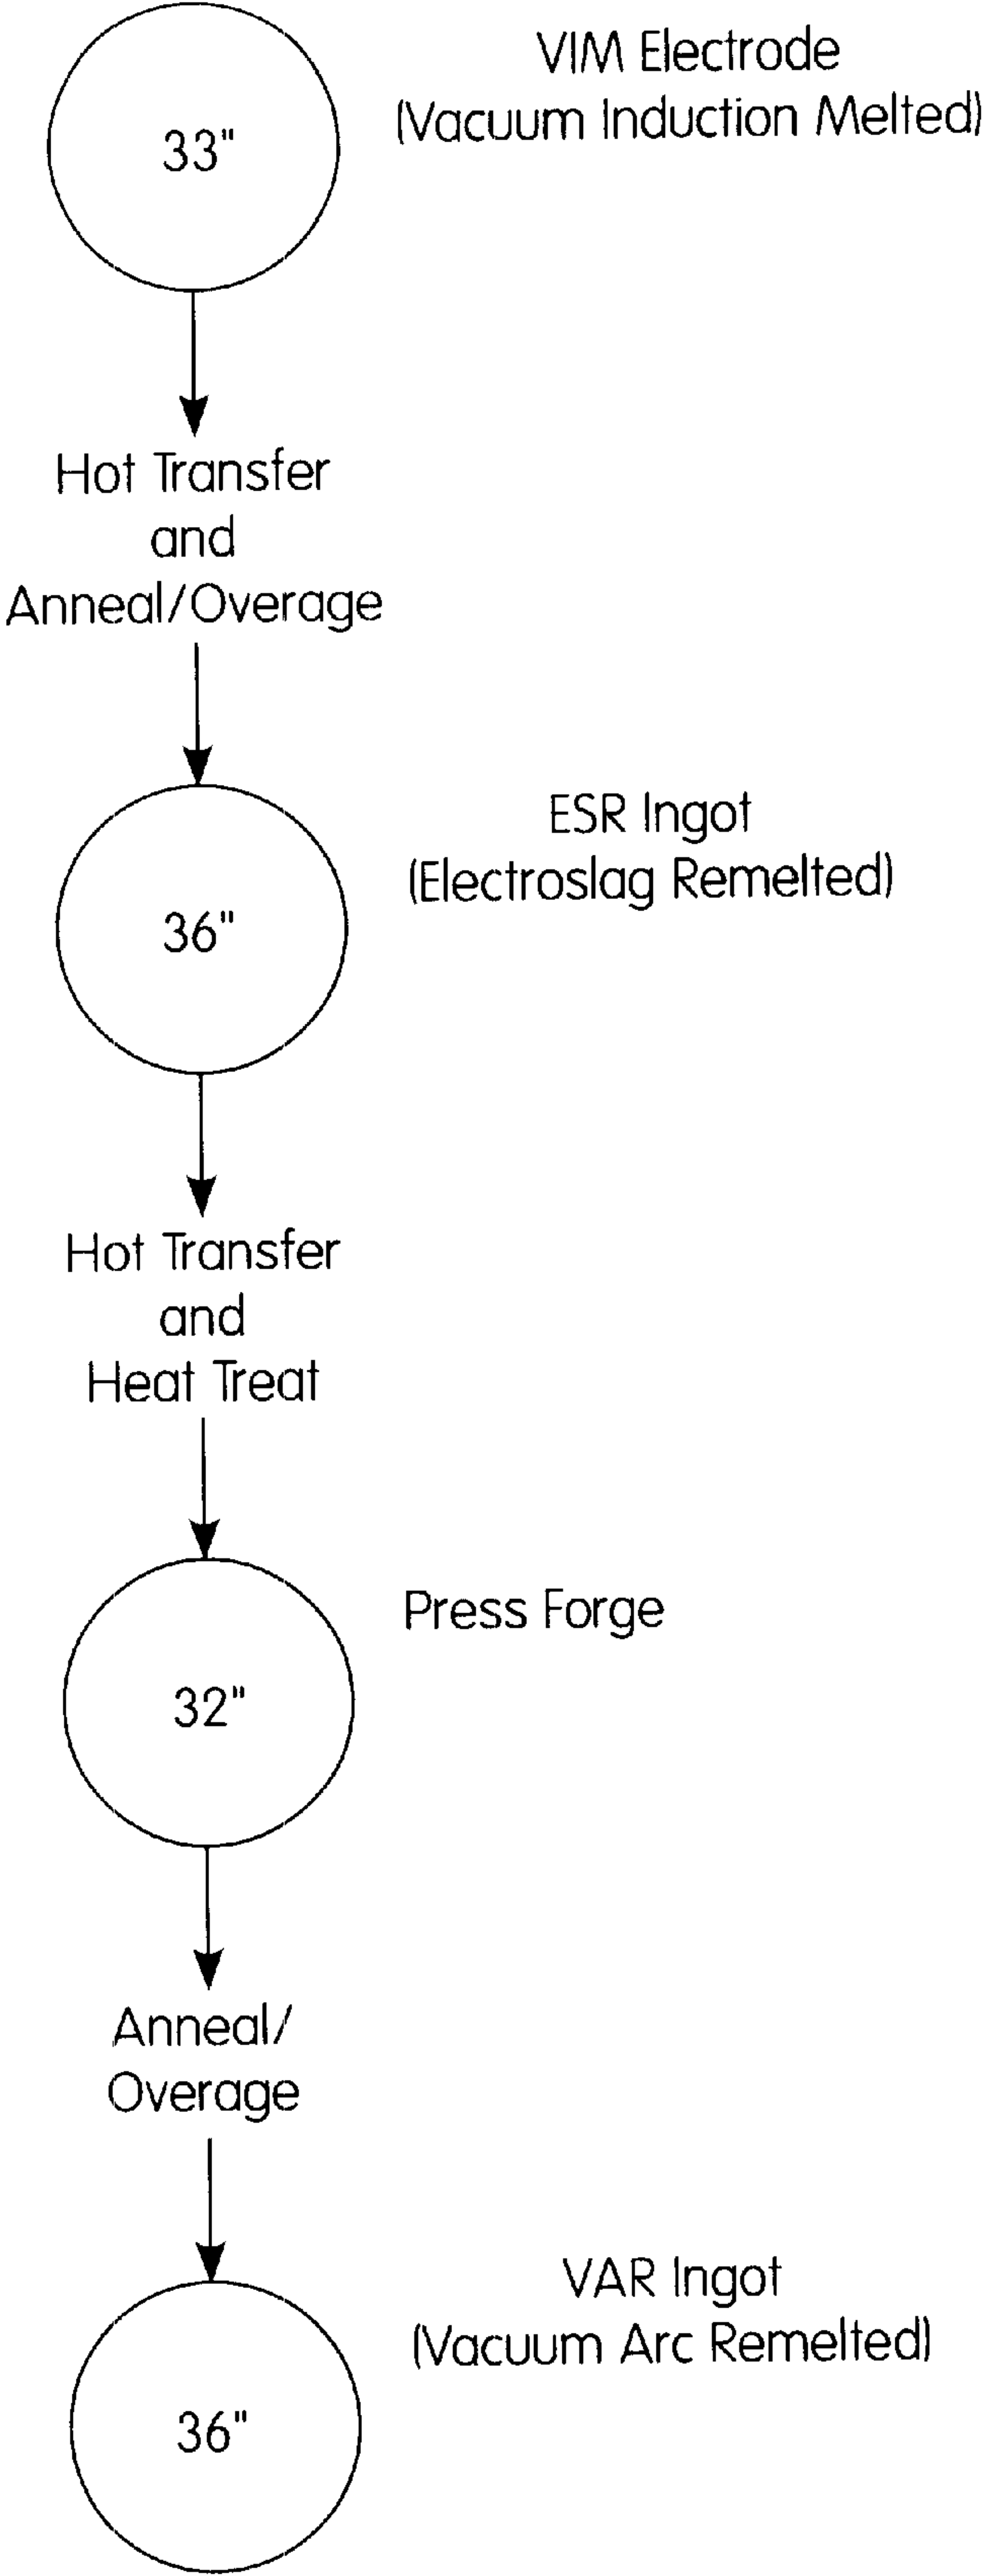 VIM Electrode
(Vacuum Induction Melted)
33"
Hot Transfer
and
Anneal/Overage
ESR Ingot
(Electroslag Remelted)
36"
Hot Transfer
and
Heat Treat
Press Forge
32"
Anneal/
Overage
VAR Ingot
(Vacuum Arc Remelted)
36"